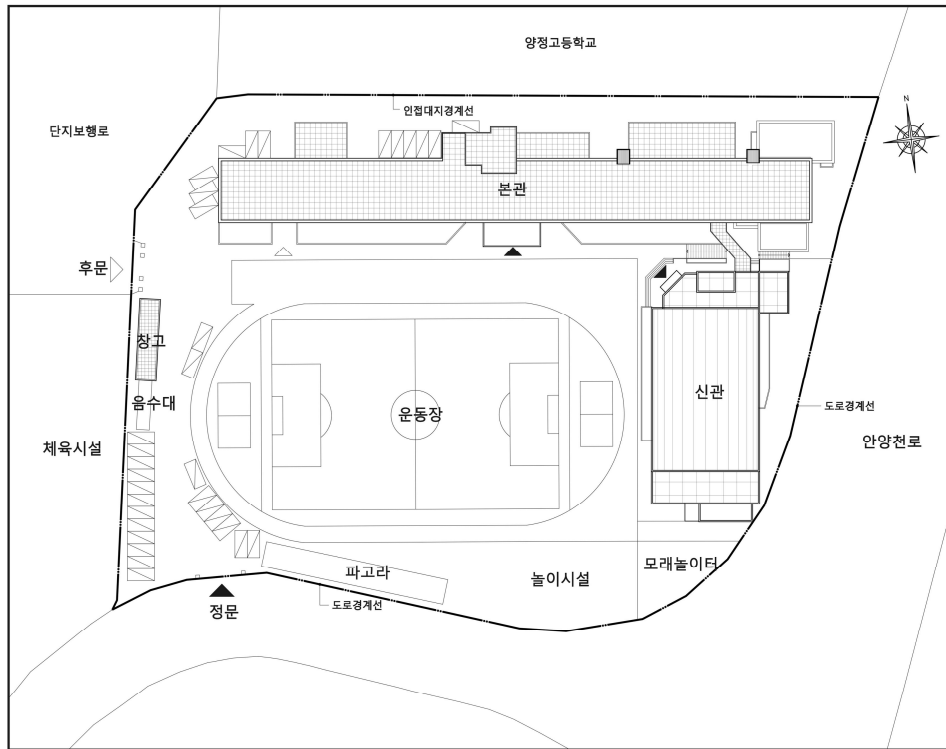 양정고등학교
N
인접대지경계선
단지보행로
본관
후문
창고
신관
음수대
운동장
도로경계선
체육시설
안양천로
모래놀이터
파고라
놀이시설
도로경계선
정문